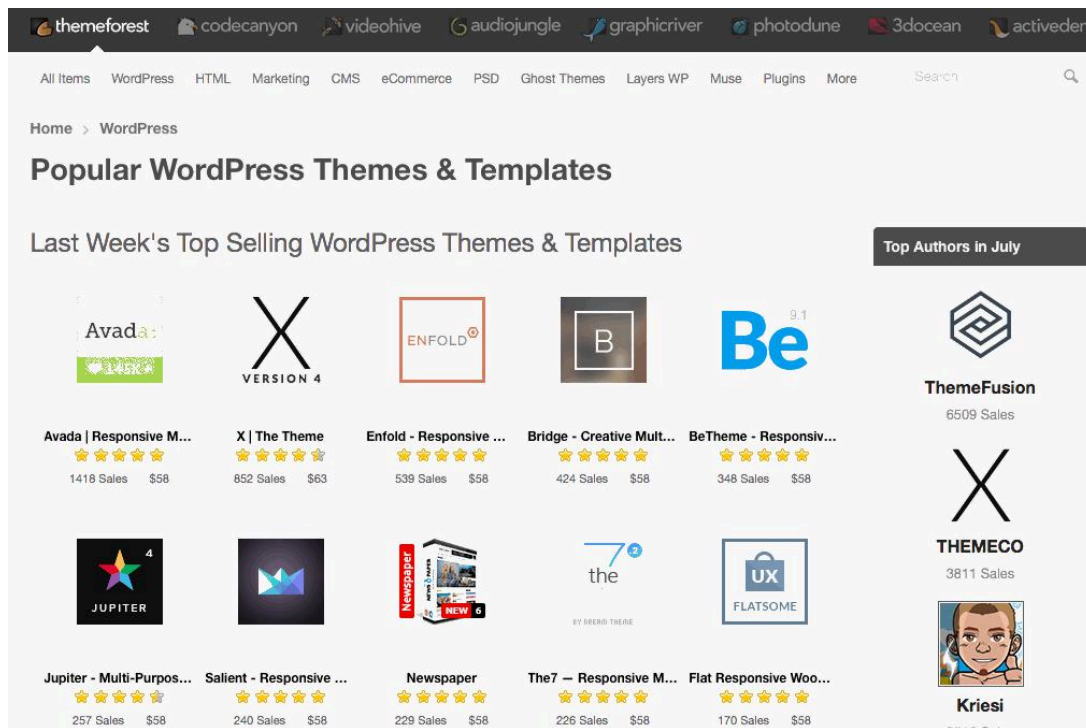 themeforest codecanyon videohive audiojungle graphicriver photodune 3docean activeden
All Items WordPress HTML Marketing CMS eCommerce PSD Ghost Themes Layers WP Muse Plugins More Search
Home > WordPress
Popular WordPress Themes & Templates
Last Week's Top Selling WordPress Themes & Templates
Top Authors in July
Avada
145K+
X
VERSION 4
ENFOLD
B
Be 9.1
Avada | Responsive M... X | The Theme Enfold - Responsive ... Bridge - Creative Mult... BeTheme - Responsiv...
1418 Sales $58 852 Sales $63 539 Sales $58 424 Sales $58 348 Sales $58
ThemeFusion
6509 Sales
X
THEMECO
3811 Sales
4
JUPITER
Newspaper
NEWSPAPER
NEW 6
7.2
the
BY DREAM THEME
UX
FLATSOME
Jupiter - Multi-Purpos... Salient - Responsive ... Newspaper The7 — Responsive M... Flat Responsive Woo...
257 Sales $58 240 Sales $58 229 Sales $58 226 Sales $58 170 Sales $58
Kriesi